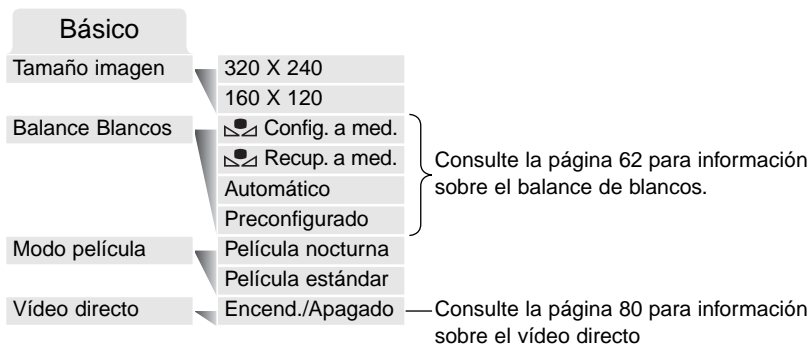 Básico
Tamaño imagen
320 X 240
160 X 120
Balance Blancos
Config. a med.
Recup. a med.
Automático
Preconfigurado
Consulte la página 62 para información
sobre el balance de blancos.
Modo película
Película nocturna
Película estándar
Vídeo directo
Encend./Apagado
Consulte la página 80 para información
sobre el vídeo directo